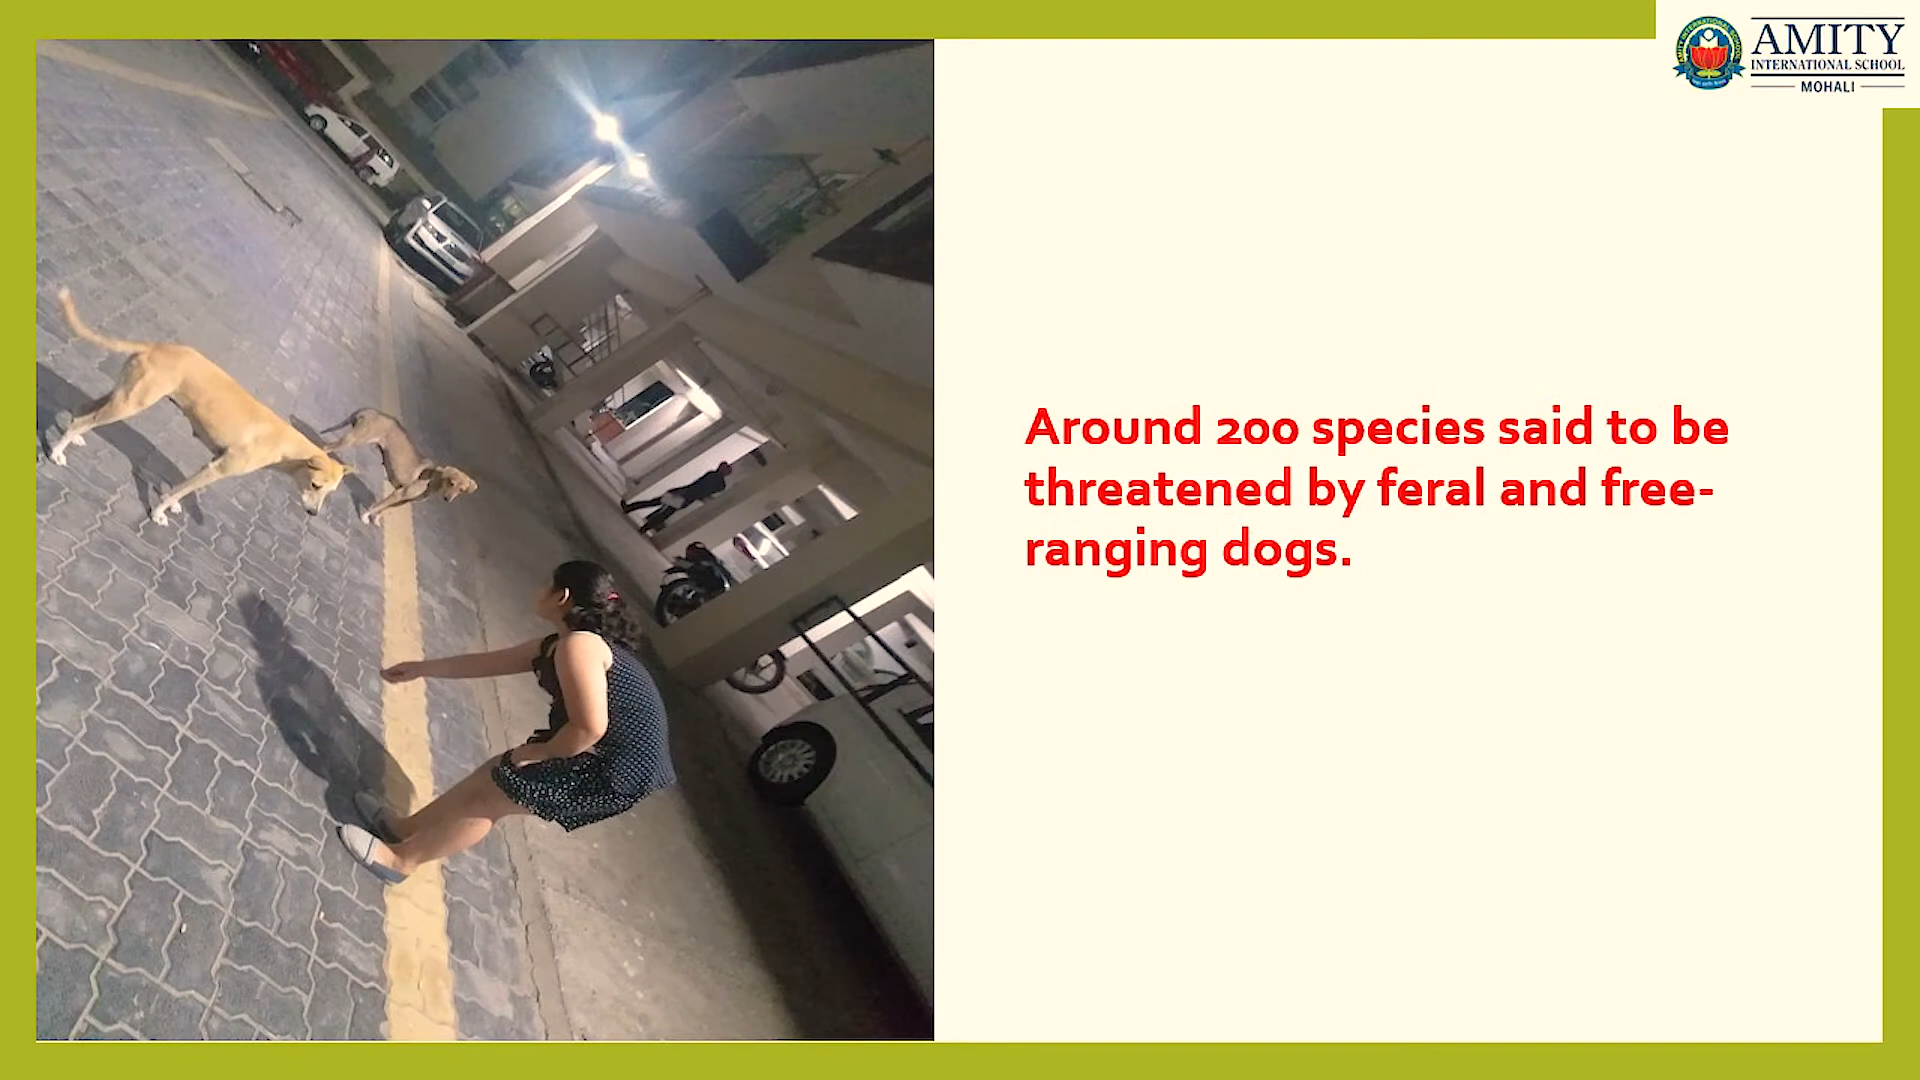 AMITY
INTERNATIONAL SCHOOL
MOHALI
Around 200 species said to be
threatened by feral and free-
ranging dogs.